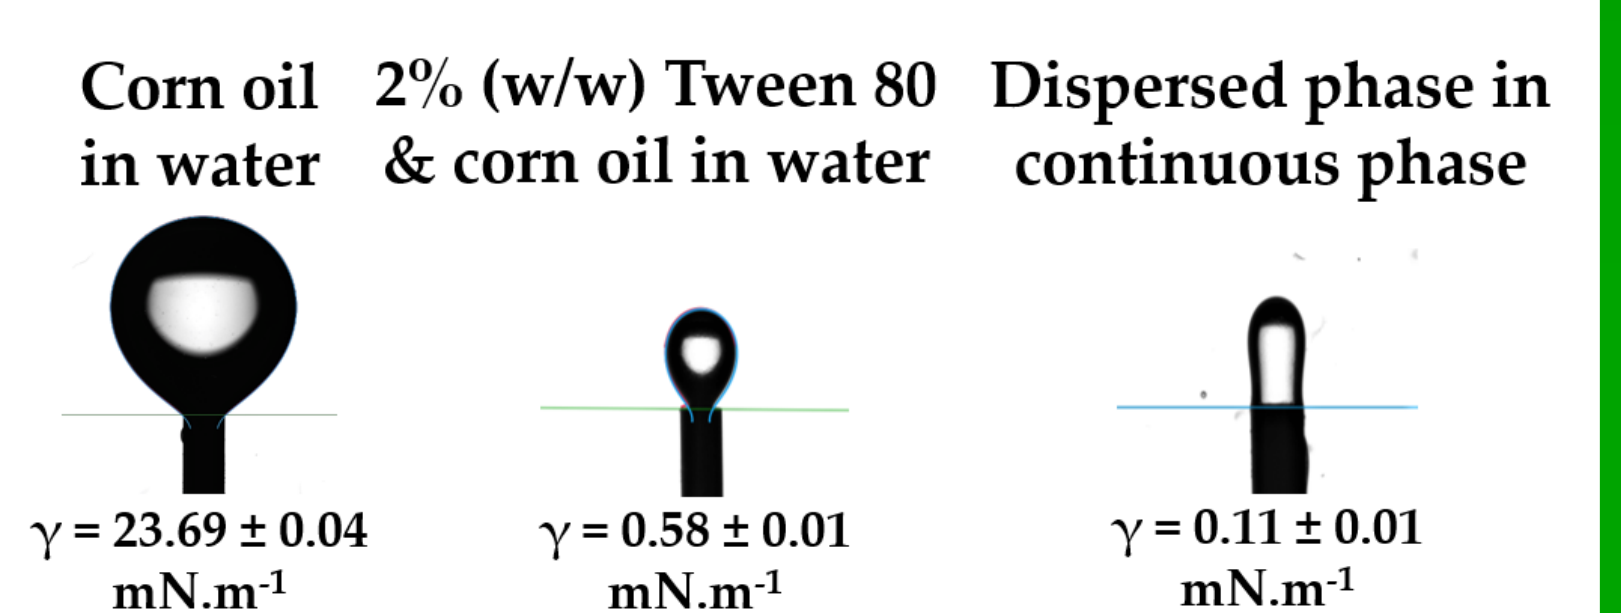 Corn oil
in water
2% (w/w) Tween 80
& corn oil in water
Dispersed phase in
continuous phase
γ = 23.69 ± 0.04
mN.m⁻¹
γ = 0.58 ± 0.01
mN.m⁻¹
γ = 0.11 ± 0.01
mN.m⁻¹